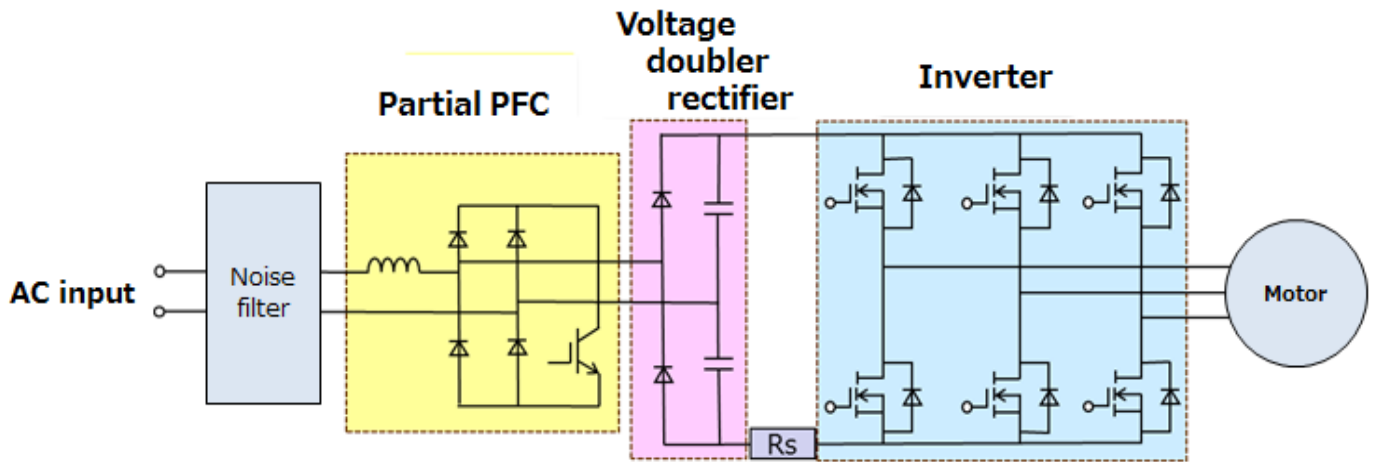 Voltage
doubler
rectifier
Partial PFC
Inverter
AC input
Noise
filter
Motor
Rs